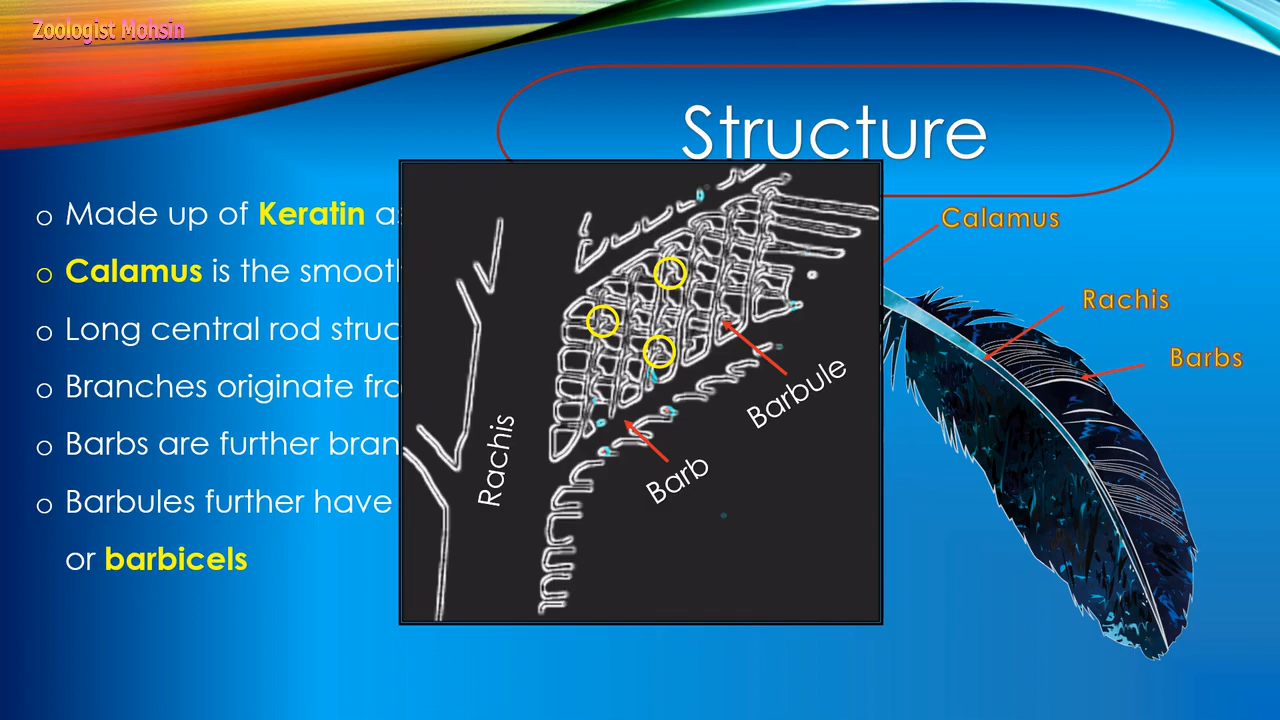 Zoologist Mohsin
Structure
o Made up of Keratin as
o Calamus is the smooth
o Long central rod struc
o Branches originate fro
o Barbs are further bran
o Barbules further have
or barbicels
Rachis
Barb
Barbule
Calamus
Rachis
Barbs